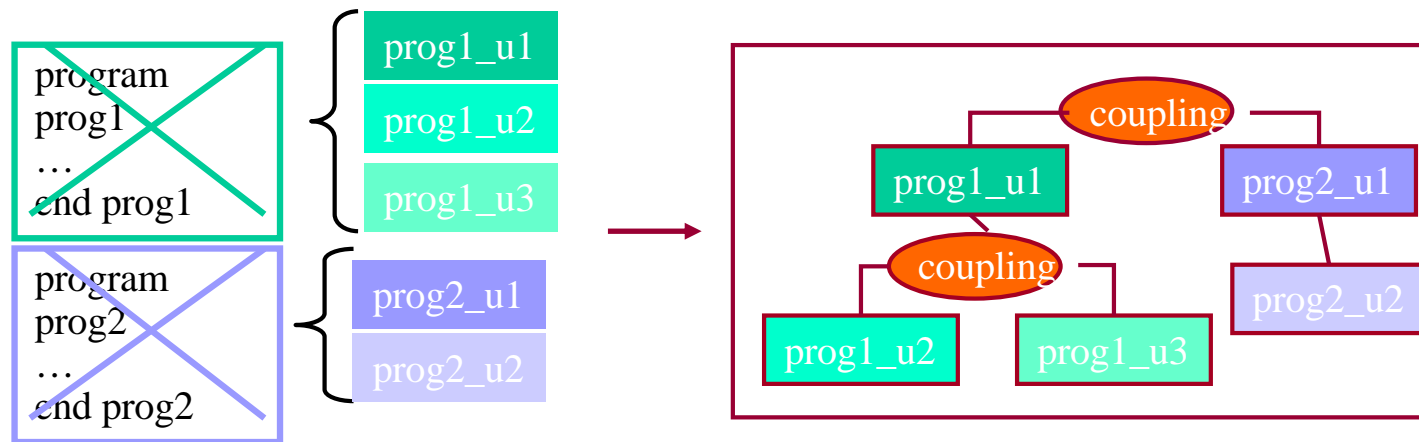 program
prog1
…
end prog1
program
prog2
…
end prog2
prog1_u1
prog1_u2
prog1_u3
prog2_u1
prog2_u2
coupling
prog1_u1
prog2_u1
coupling
prog2_u2
prog1_u2
prog1_u3